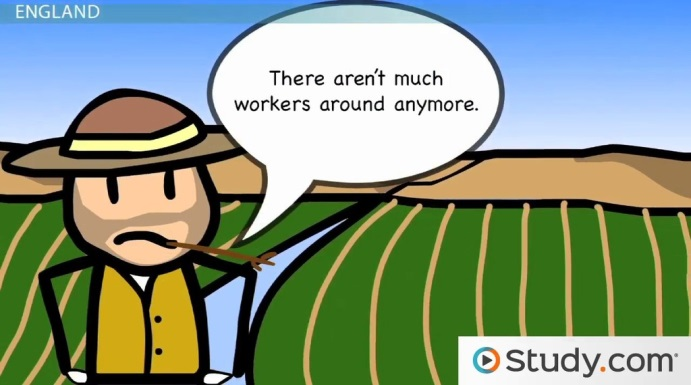 ENGLAND
There aren't much
workers around anymore.
Study.com